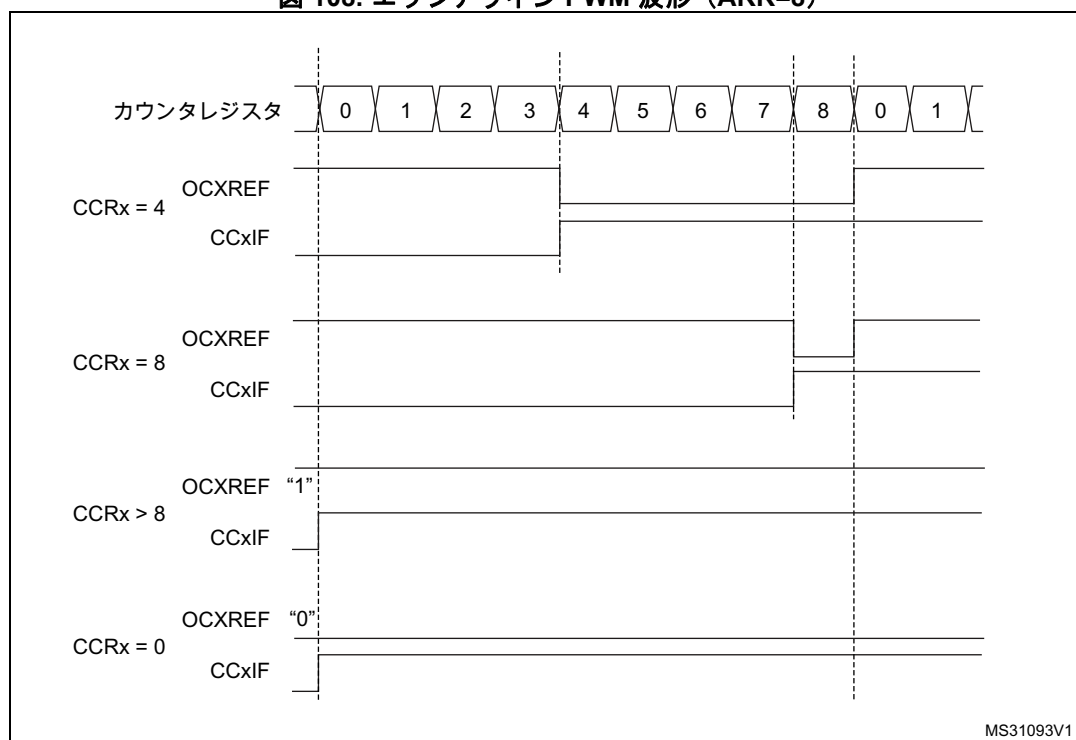 カウンタレジスタ 0 1 2 3 4 5 6 7 8 0 1
OCXREF
CCRx = 4
CCxIF
OCXREF
CCRx = 8
CCxIF
OCXREF “1”
CCRx > 8
CCxIF
OCXREF “0”
CCRx = 0
CCxIF
MS31093V1